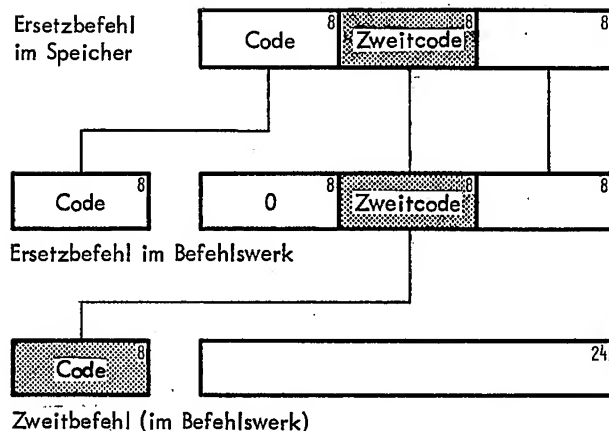 Ersetzbefehl
im Speicher
Code 8 Zweitcode 8 8
Code 8 0 8 Zweitcode 8 8
Ersetzbefehl im Befehlswerk
Code 8 24
Zweitbefehl (im Befehlswerk)